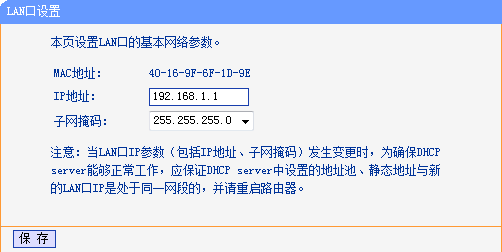 LAN口设置
本页设置LAN口的基本网络参数。
MAC地址: 40-16-9F-6F-1D-9E
IP地址: 192.168.1.1
子网掩码: 255.255.255.0
注意：当LAN口IP参数（包括IP地址、子网掩码）发生变更时，为确保DHCP
server能够正常工作，应保证DHCP server中设置的地址池、静态地址与新
的LAN口IP是处于同一网段的，并请重启路由器。
保 存